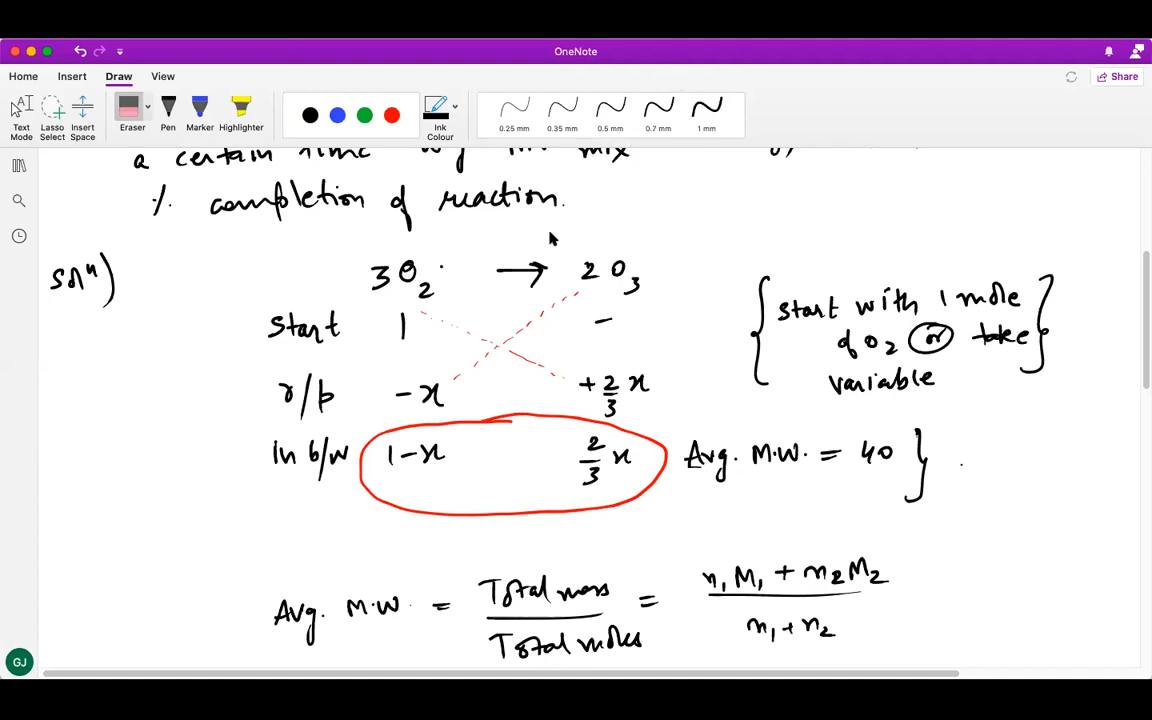 OneNote
Home Insert Draw View
Share
Text Mode Lasso Select Insert Space Eraser Pen Marker Highlighter Ink Colour 0.25 mm 0.35 mm 0.5 mm 0.7 mm 1 mm
a certain time
% completion of reaction.
Solⁿ) 3O₂ → 2O₃
start 1 –
{start with 1 mole of O₂ or take variable}
r/p -x +2/3 x
In b/w 1-x 2/3 x Avg. M.W. = 40 }
Avg. M.W. = Total mass / Total moles = n₁M₁ + n₂M₂ / n₁ + n₂
GJ